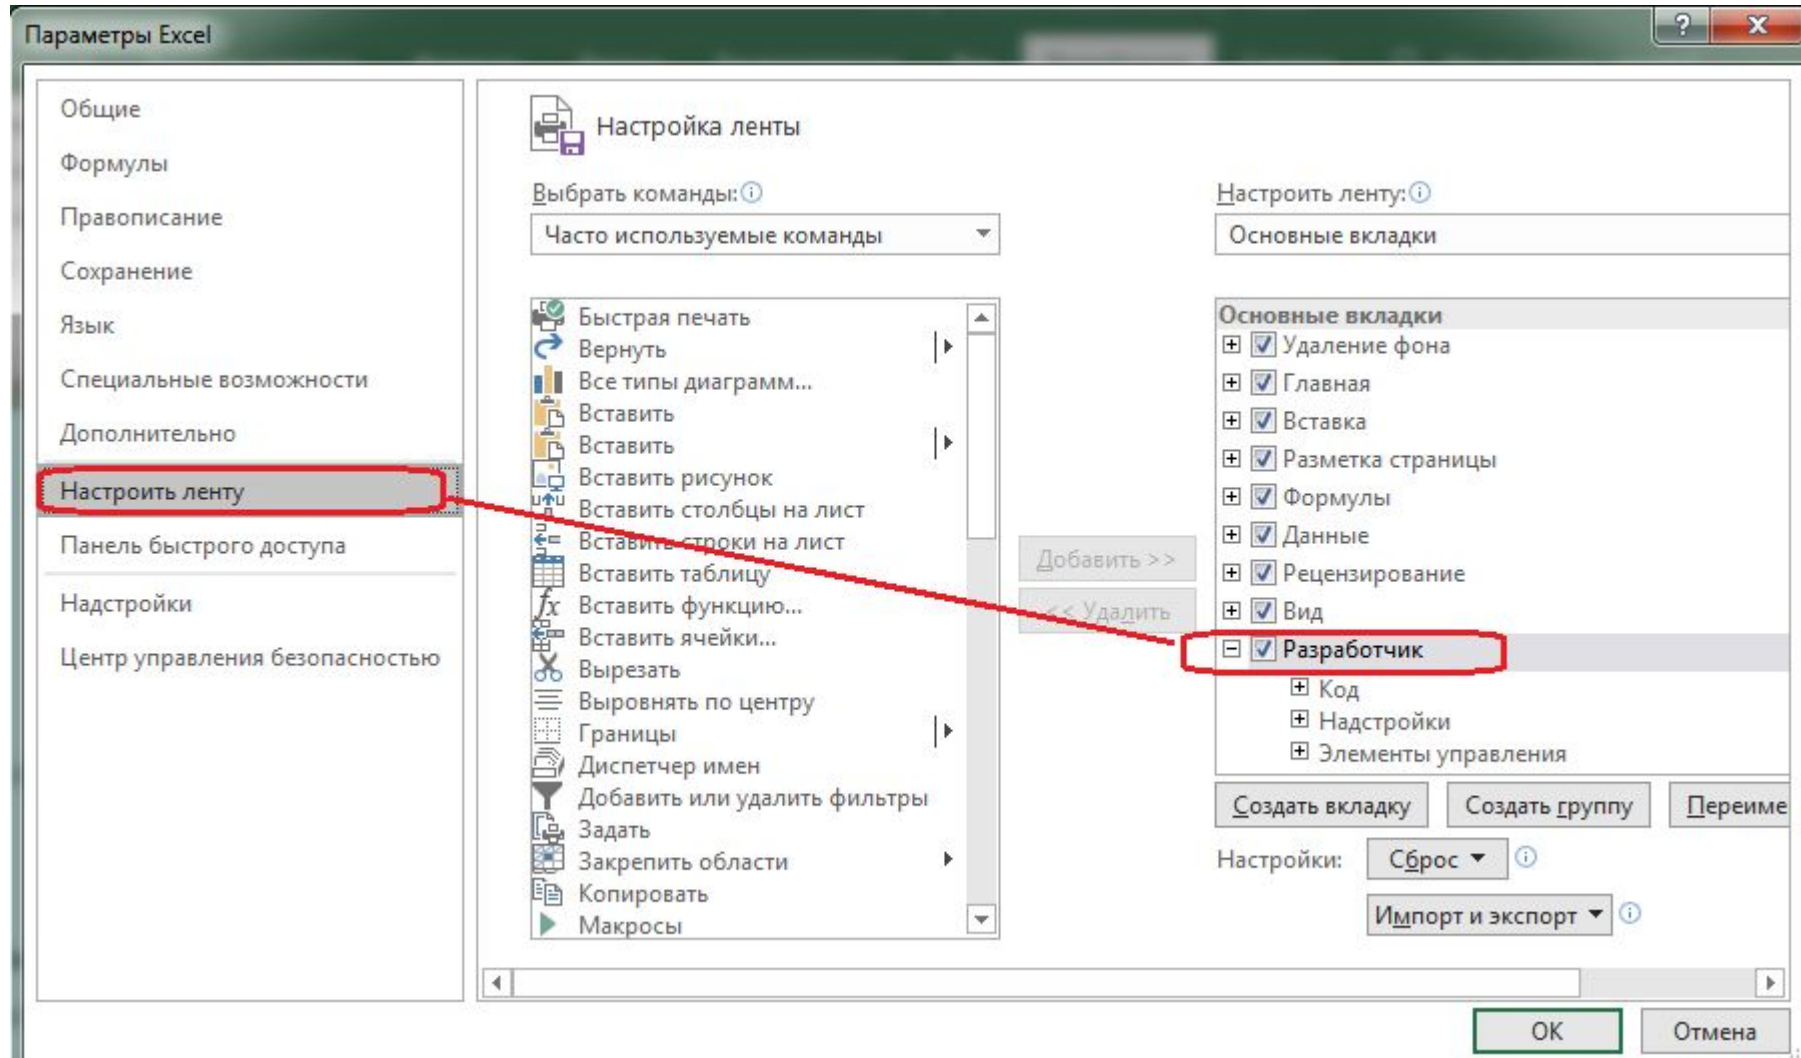 Параметры Excel
?
Общие
Формулы
Правописание
Сохранение
Язык
Специальные возможности
Дополнительно
Настроить ленту
Панель быстрого доступа
Надстройки
Центр управления безопасностью
Настройка ленты
Выбрать команды:
Часто используемые команды
Быстрая печать
Вернуть
Все типы диаграмм...
Вставить
Вставить
Вставить рисунок
Вставить столбцы на лист
Вставить строки на лист
Вставить таблицу
Вставить функцию...
Вставить ячейки...
Вырезать
Выровнять по центру
Границы
Диспетчер имен
Добавить или удалить фильтры
Задать
Закрепить области
Копировать
Макросы
Добавить >>
<< Удалить
Настроить ленту:
Основные вкладки
Основные вкладки
Удаление фона
Главная
Вставка
Разметка страницы
Формулы
Данные
Рецензирование
Вид
Разработчик
Код
Надстройки
Элементы управления
Создать вкладку Создать группу Переиме
Настройки: Сброс
Импорт и экспорт
ОК Отмена